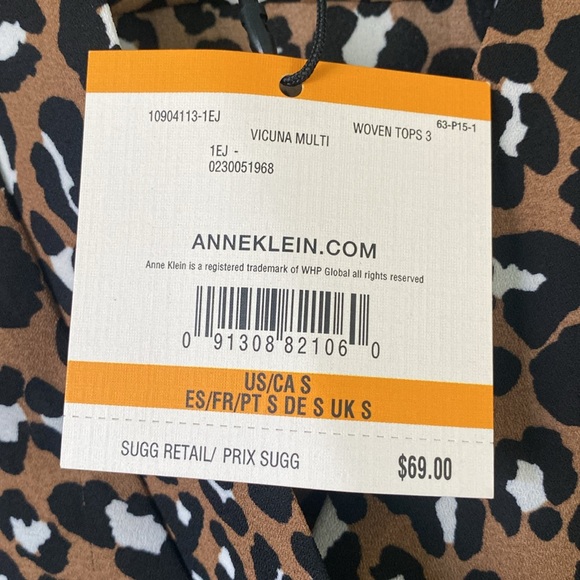 10904113-1EJ
VICUNA MULTI
WOVEN TOPS 3
63-P15-1
1EJ -
0230051968
ANNEKLEIN.COM
Anne Klein is a registered trademark of WHP Global all rights reserved
0 91308 82106 0
US/CA S
ES/FR/PT S DE S UK S
SUGG RETAIL/ PRIX SUGG $69.00